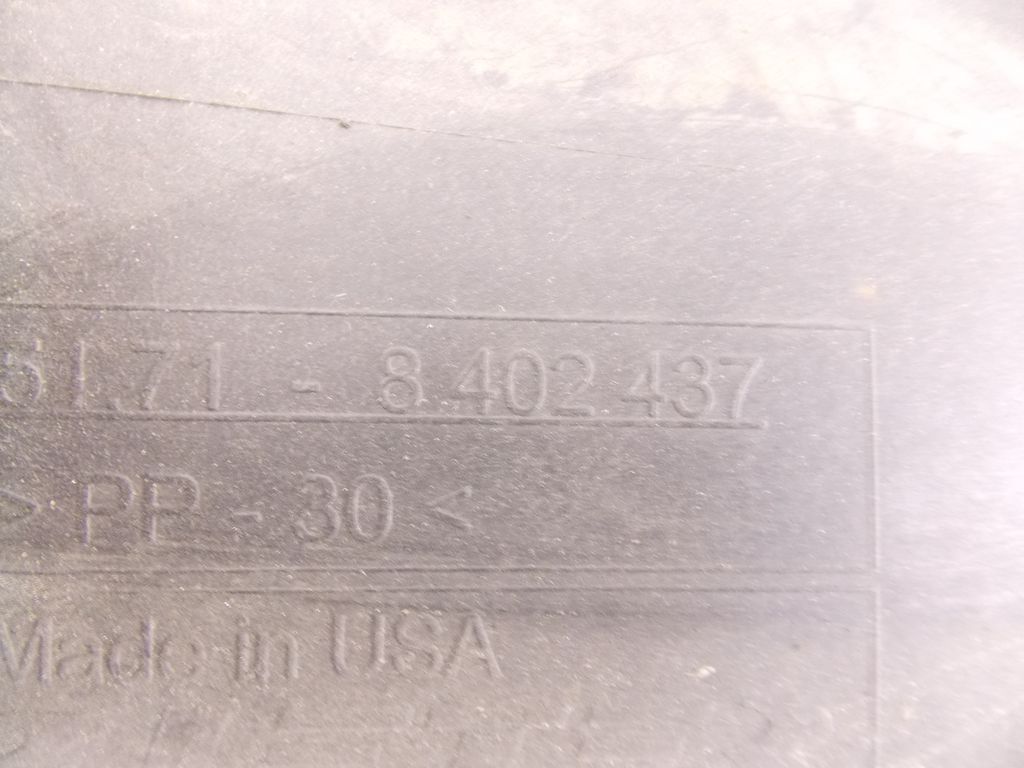 51.71 - 8.402 437
> PP - 30 <
Made in USA